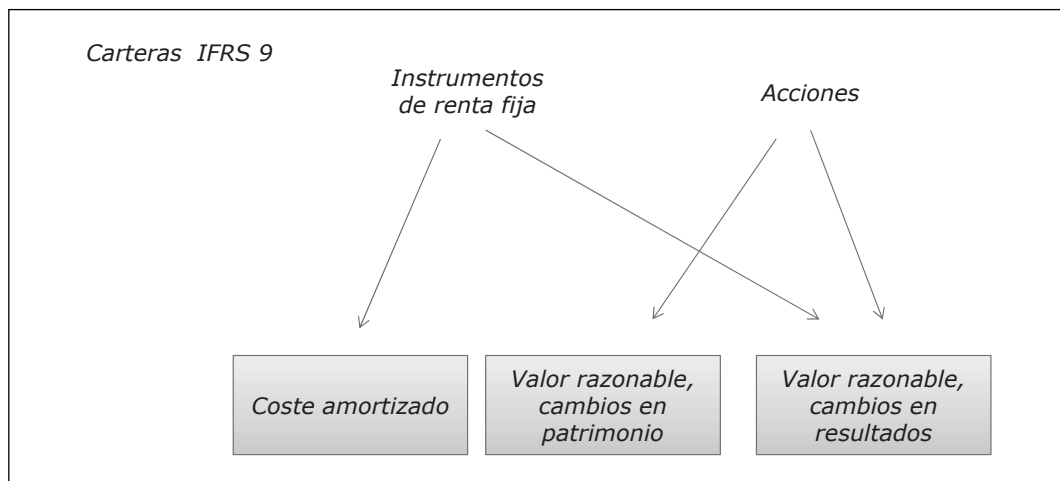 Carteras IFRS 9
Instrumentos
de renta fija
Acciones
Coste amortizado
Valor razonable,
cambios en
patrimonio
Valor razonable,
cambios en
resultados